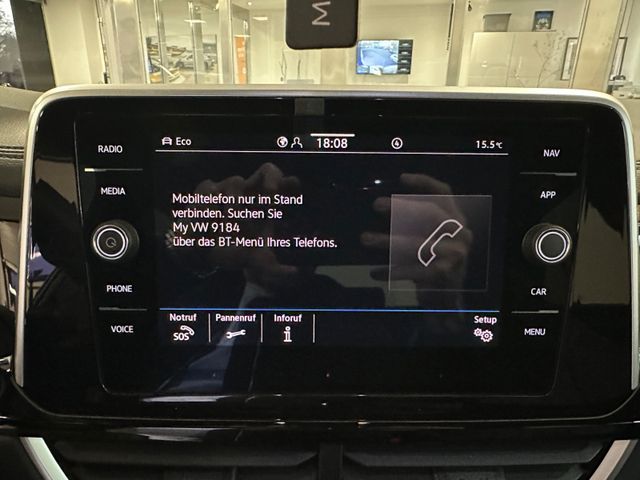 M
RADIO
MEDIA
PHONE
VOICE
Eco
18:08
4
15.5°C
Mobiltelefon nur im Stand
verbinden. Suchen Sie
My VW 9184
über das BT-Menü Ihres Telefons.
Notruf
SOS
Pannenruf
Inforuf
i
Setup
NAV
APP
CAR
MENU